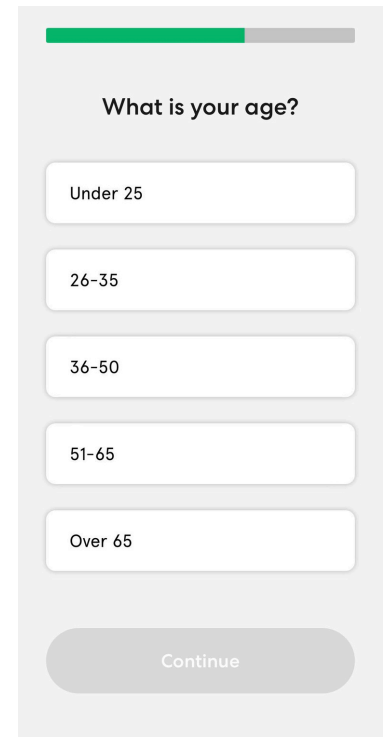 What is your age?
Under 25
26-35
36-50
51-65
Over 65
Continue